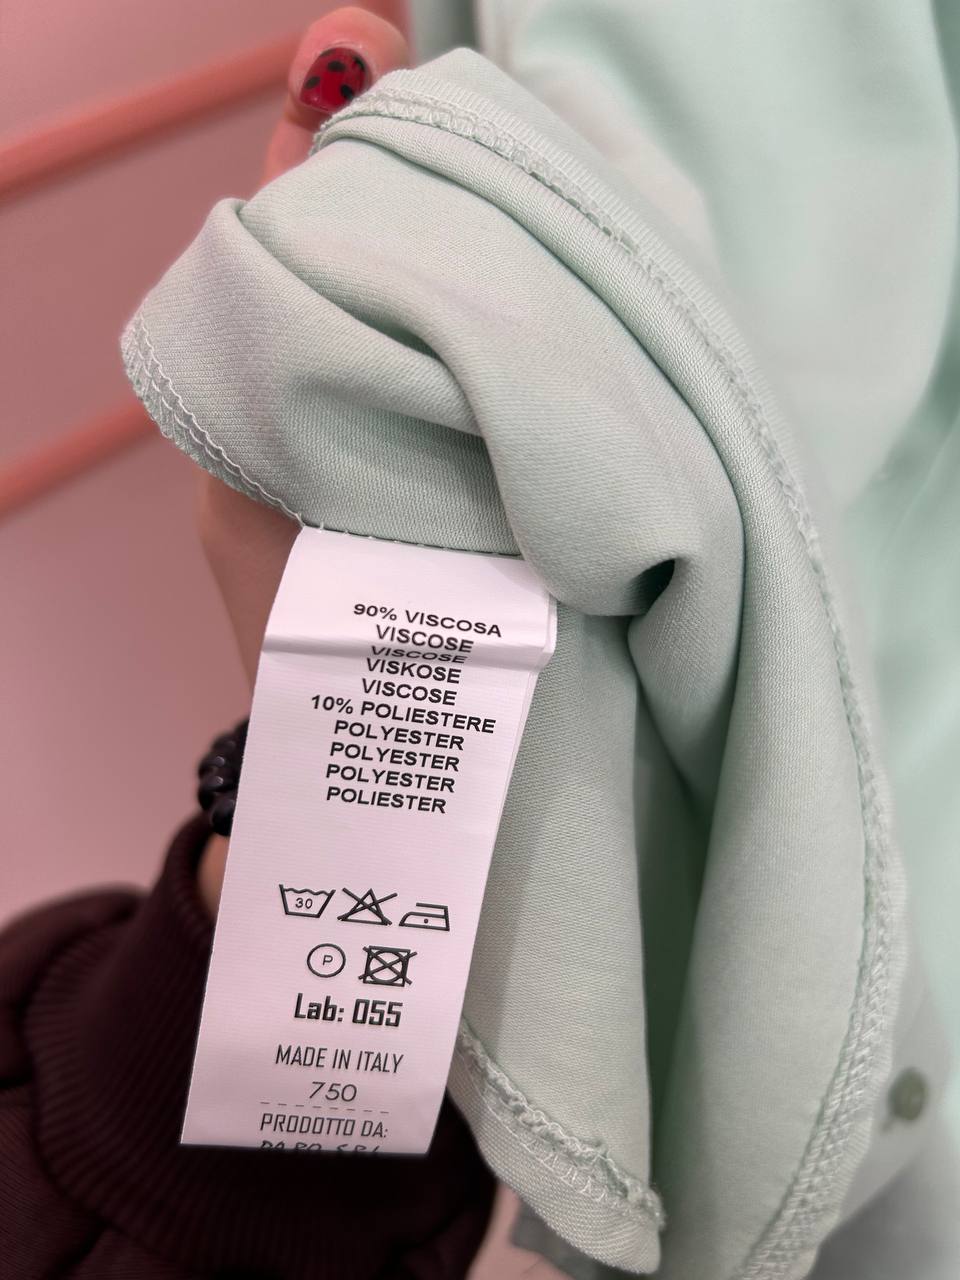 90% VISCOSA
VISCOSE
VISCOSE
VISKOSE
VISCOSE
10% POLIESTERE
POLYESTER
POLYESTER
POLYESTER
POLIESTER
30
P
Lab: 055
MADE IN ITALY
750
PRODOTTO DA: